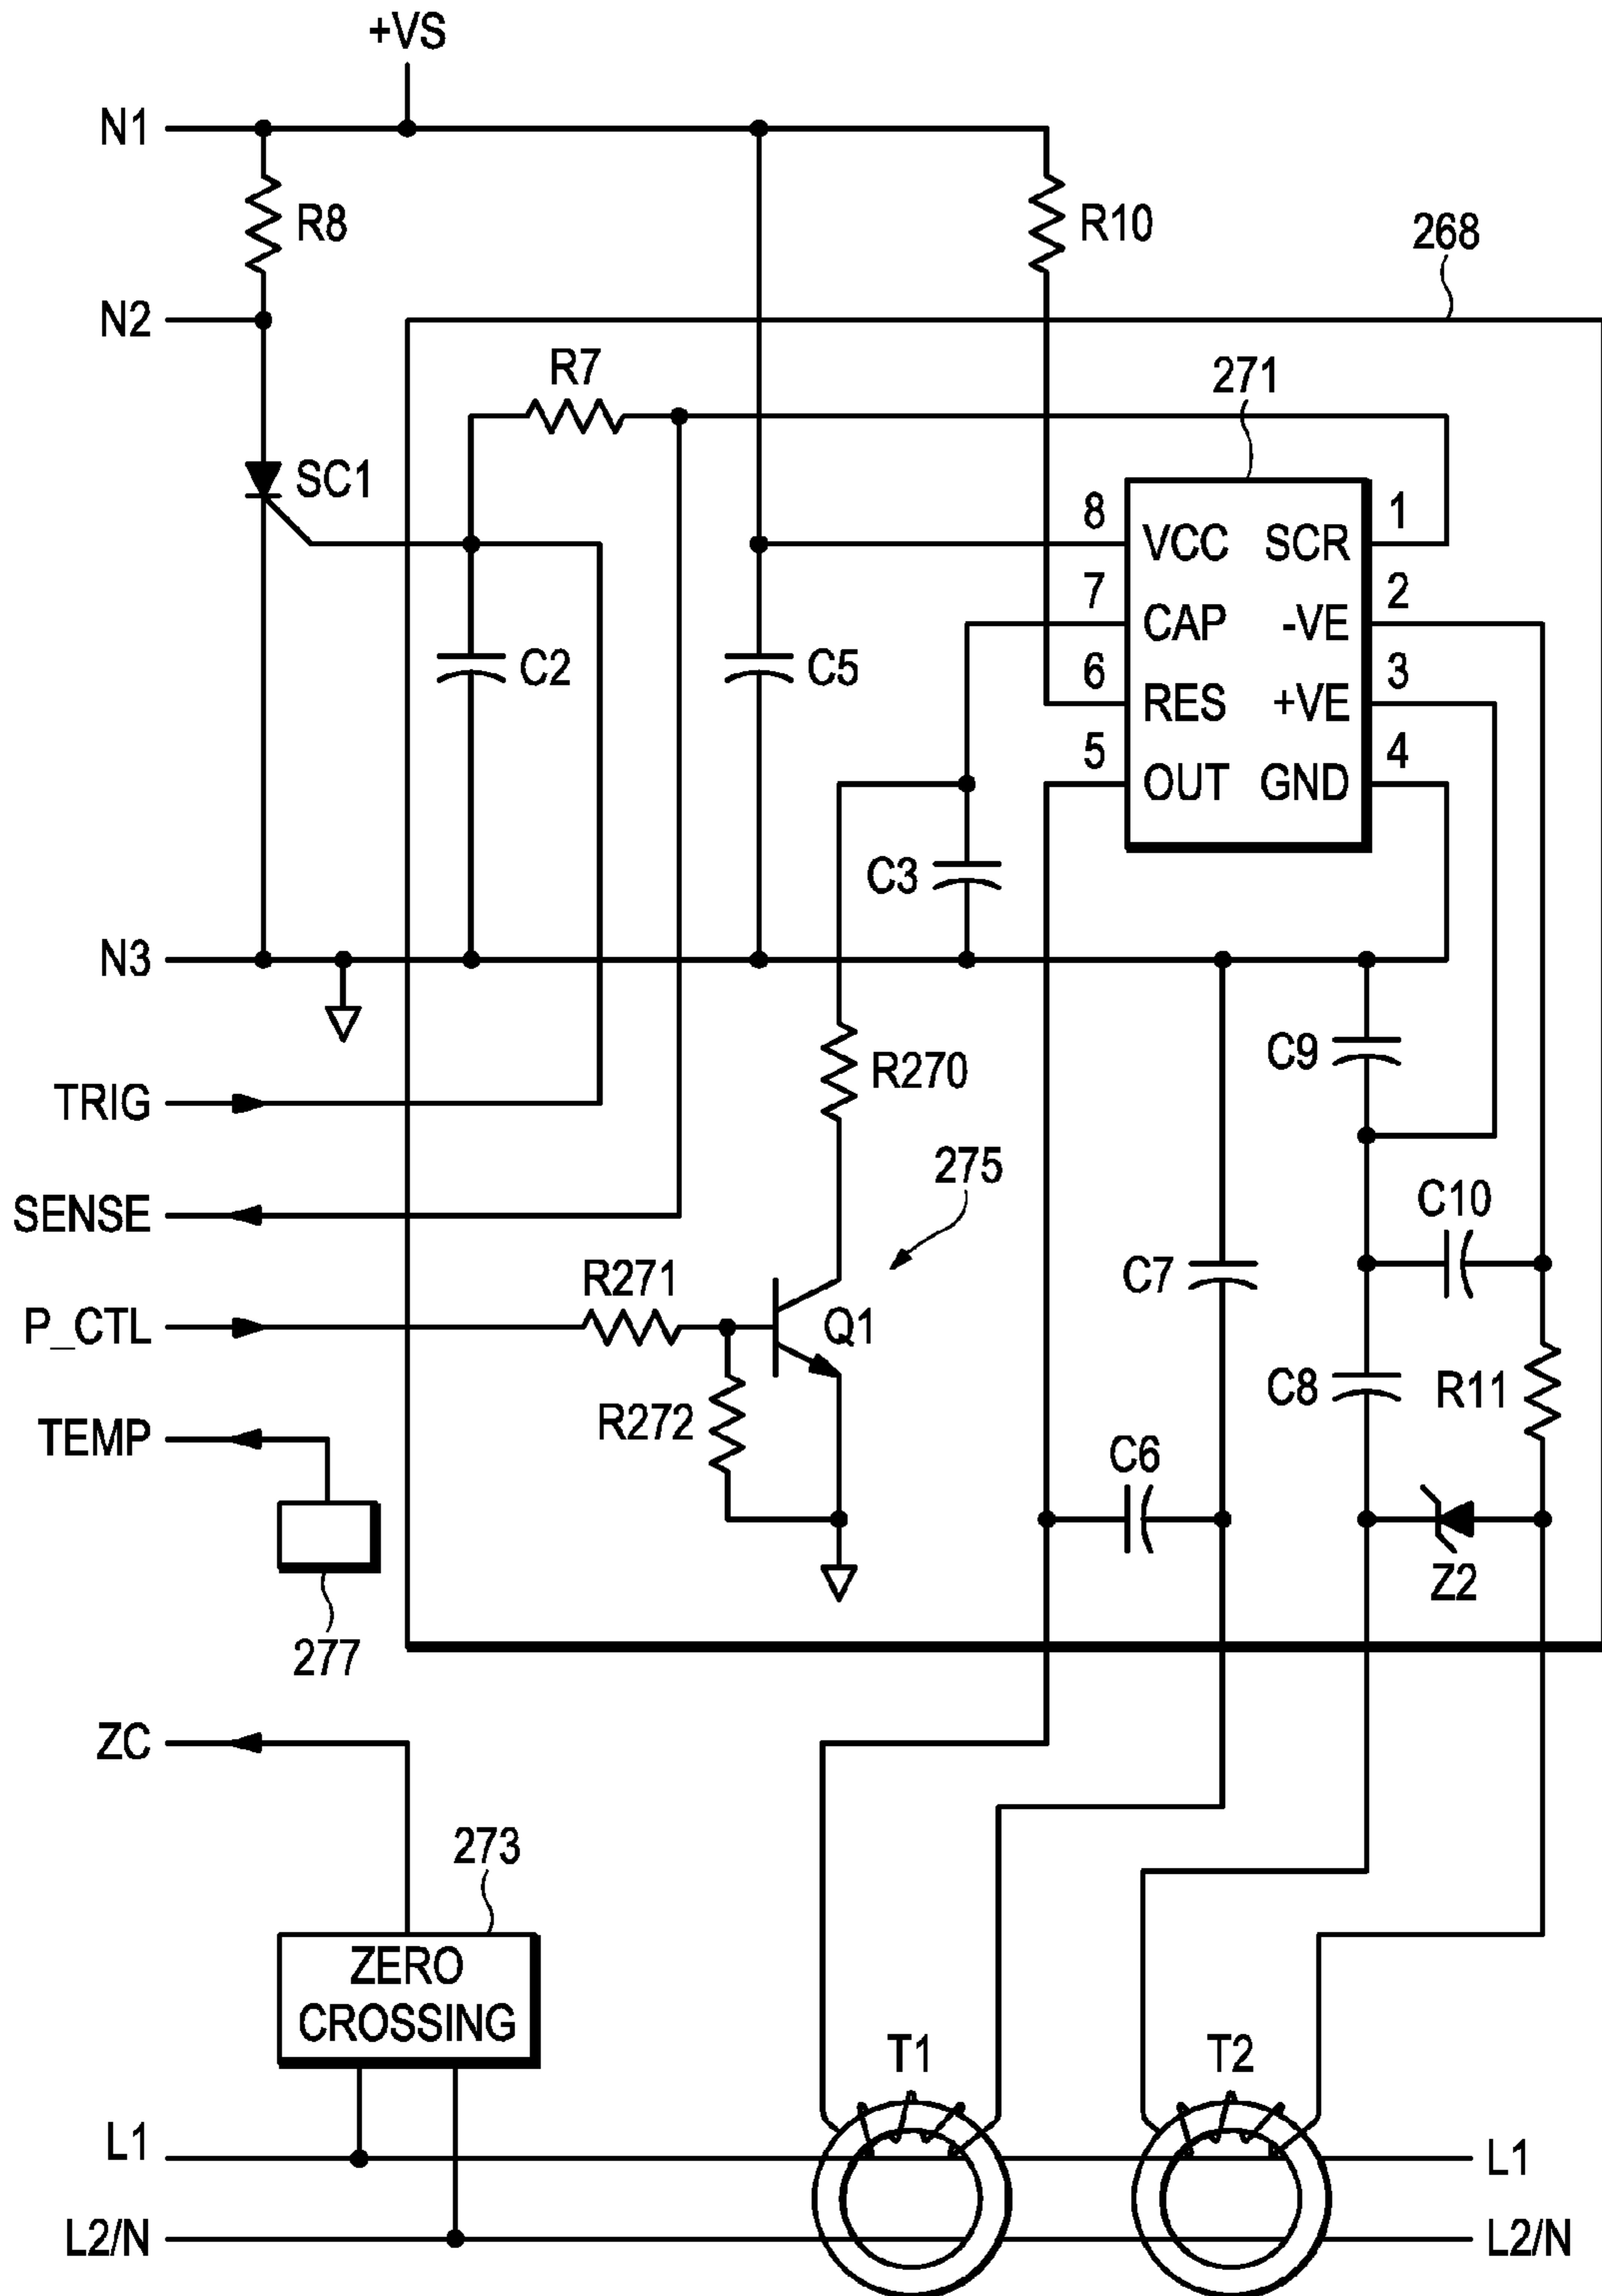 +VS
N1
R8
R10
268
N2
R7
271
SC1
8 VCC SCR 1
7 CAP -VE 2
6 RES +VE 3
5 OUT GND 4
C2
C5
C3
N3
C9
R270
TRIG
275
C10
SENSE
R271
C7
P_CTL
Q1
C8
R11
R272
TEMP
C6
Z2
277
ZC
273
ZERO
CROSSING
T1
T2
L1
L1
L2/N
L2/N